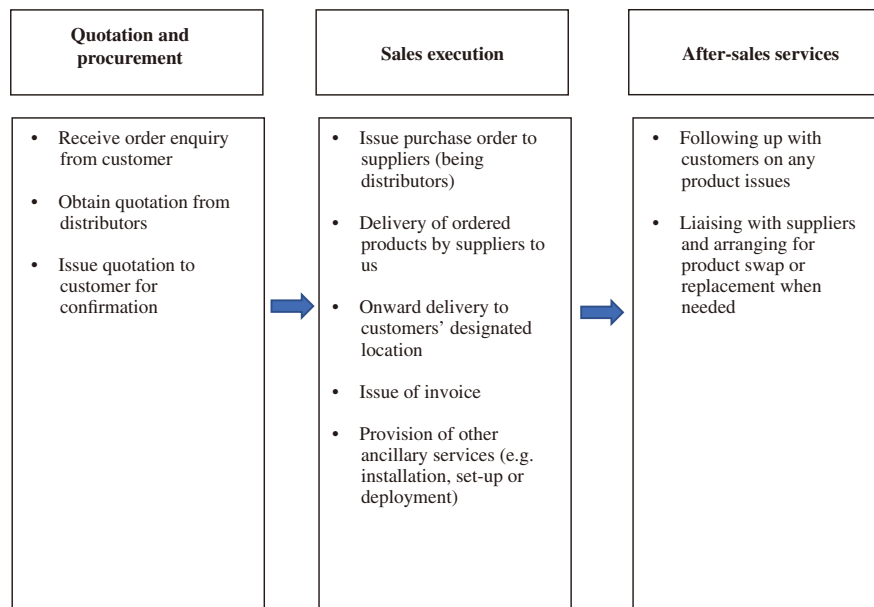 Quotation and
procurement
Sales execution
After-sales services
• Receive order enquiry
from customer
• Obtain quotation from
distributors
• Issue quotation to
customer for
confirmation
• Issue purchase order to
suppliers (being
distributors)
• Delivery of ordered
products by suppliers to
us
• Onward delivery to
customers’ designated
location
• Issue of invoice
• Provision of other
ancillary services (e.g.
installation, set-up or
deployment)
• Following up with
customers on any
product issues
• Liaising with suppliers
and arranging for
product swap or
replacement when
needed